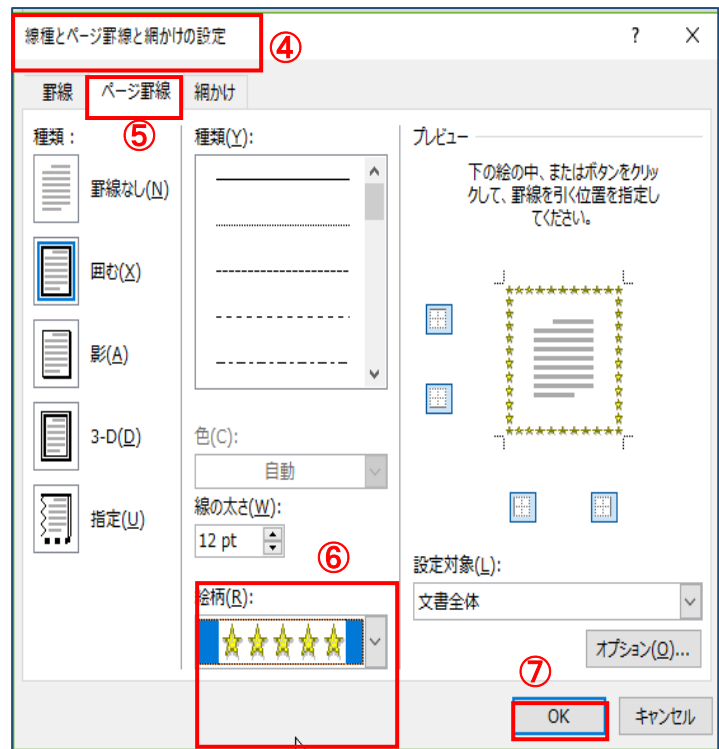 線種とページ罫線と網かけの設定
④
? ×
罫線 ページ罫線 網かけ
⑤
種類:
罫線なし(N)
囲む(X)
影(A)
3-D(D)
指定(U)
種類(Y):
色(C):
自動
線の太さ(W):
12 pt
⑥
絵柄(R):
プレビュー
下の絵の中、またはボタンをクリッ
クして、罫線を引く位置を指定し
てください。
設定対象(L):
文書全体
オプション(O)...
⑦
OK キャンセル